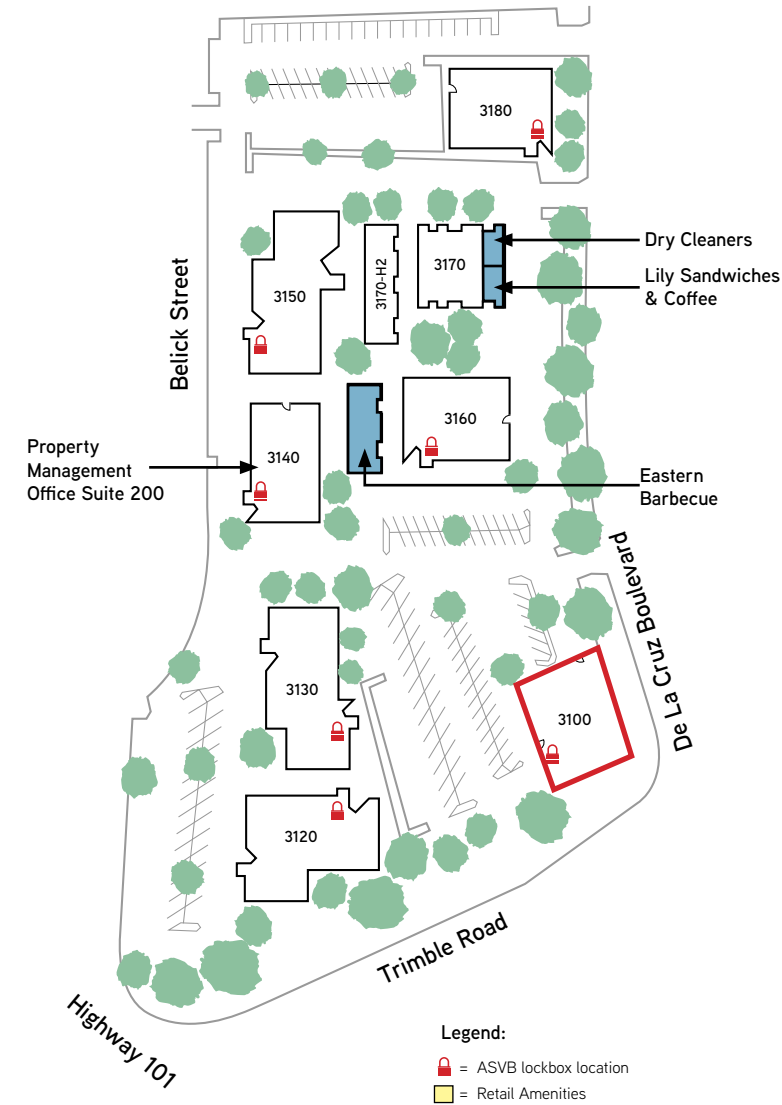 3180
Dry Cleaners
Lily Sandwiches
& Coffee
3170
3170-H2
3150
Belick Street
3160
3140
Property
Management
Office Suite 200
Eastern
Barbecue
De La Cruz Boulevard
3130
3100
3120
Trimble Road
Highway 101
Legend:
= ASVB lockbox location
= Retail Amenities